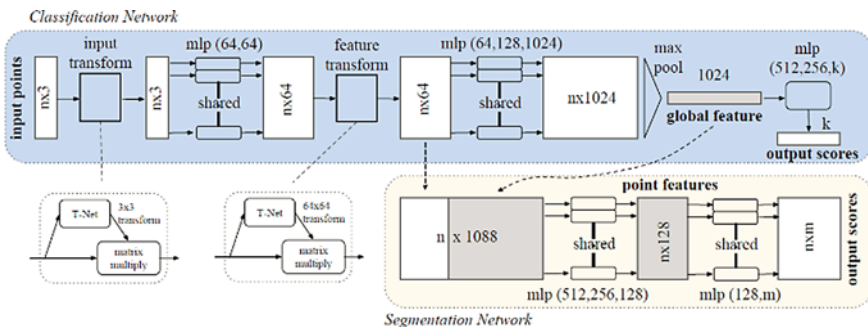 Classification Network
input points
nx3
input
transform
nx3
mlp (64,64)
shared
nx64
feature
transform
nx64
mlp (64,128,1024)
shared
nx1024
max
pool
1024
global feature
mlp
(512,256,k)
k
output scores
T-Net
3x3
transform
matrix
multiply
T-Net
64x64
transform
matrix
multiply
point features
n x 1088
shared
mlp (512,256,128)
nx128
shared
mlp (128,m)
nxm
output scores
Segmentation Network